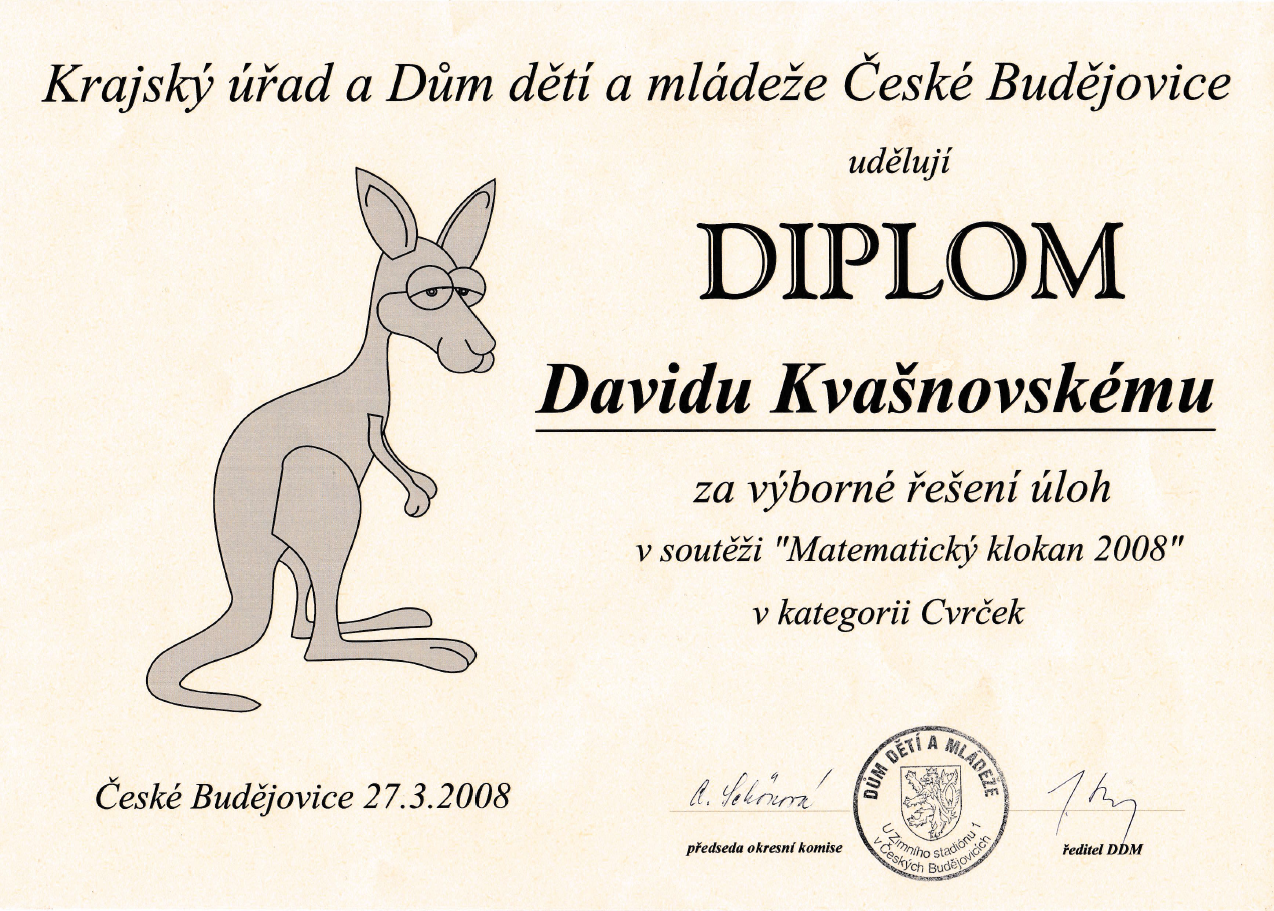 Krajský úřad a Dům dětí a mládeže České Budějovice
udělují
DIPLOM
Davidu Kvašnovskému
za výborné řešení úloh
v soutěži "Matematický klokan 2008"
v kategorii Cvrček
České Budějovice 27.3.2008
předseda okresní komise
DŮM DĚTÍ A MLÁDEŽE
U Zimního stadiónu 1
v Českých Budějovicích
ředitel DDM